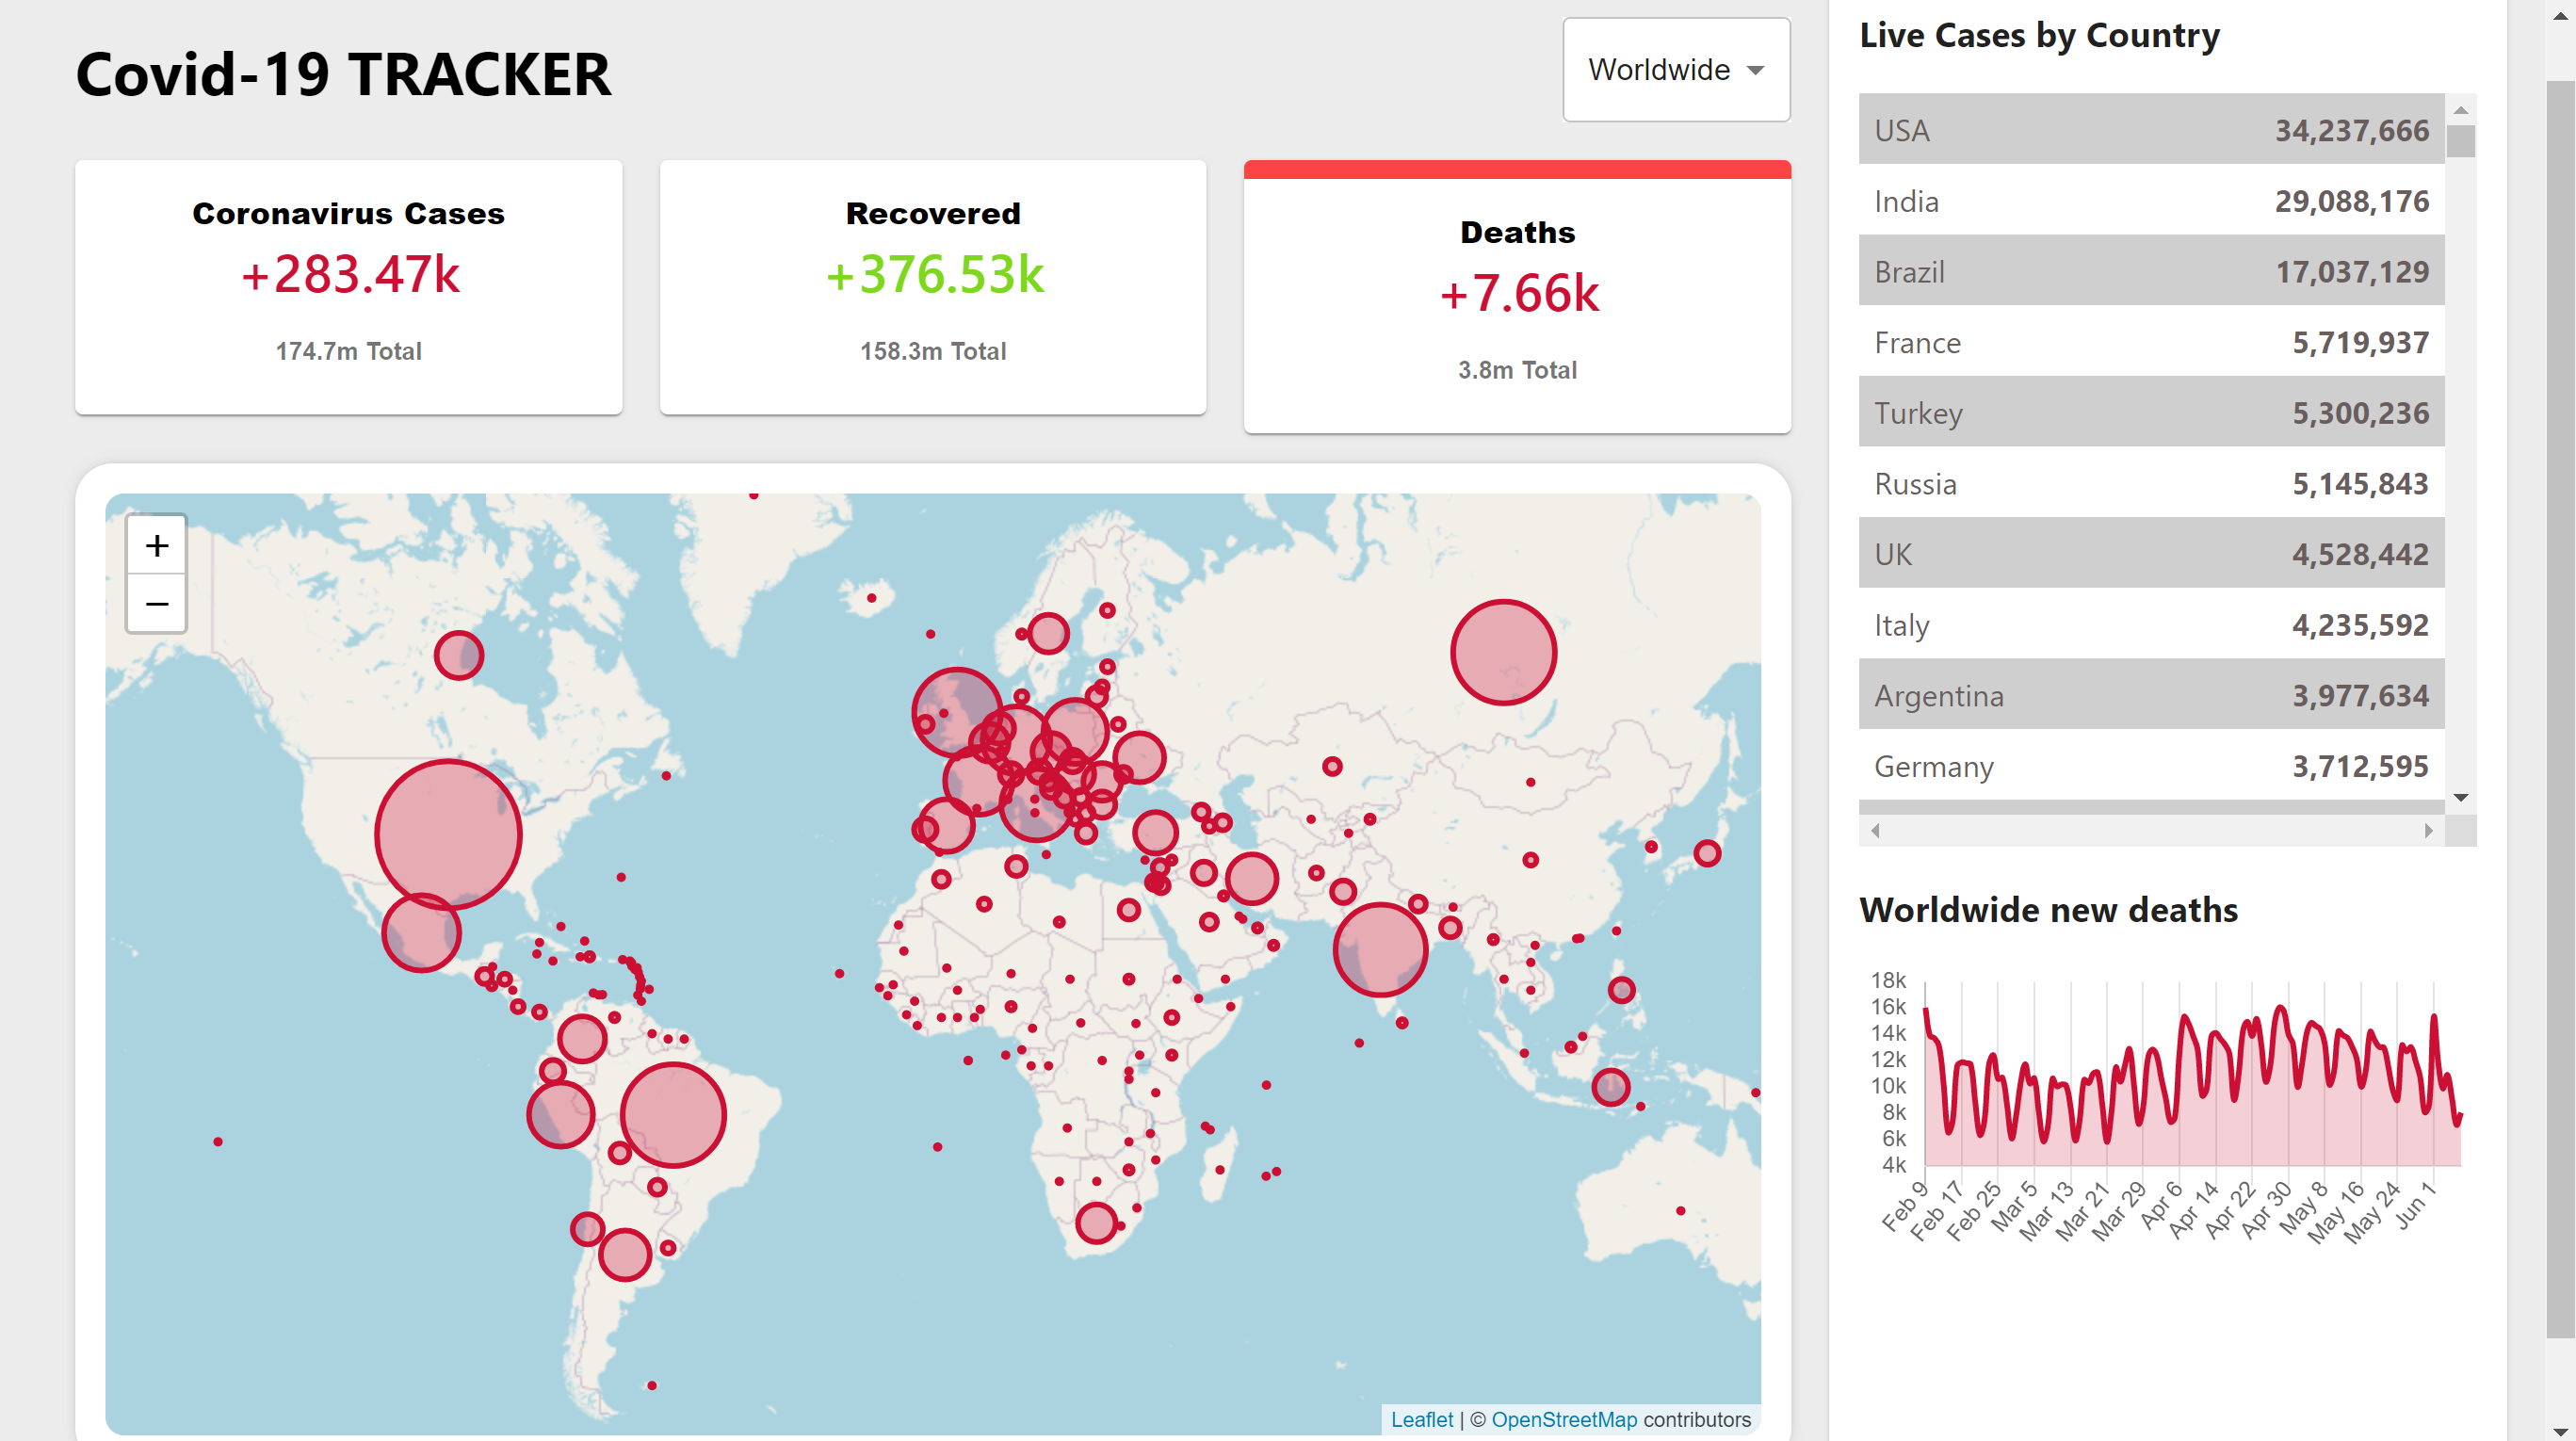 Covid-19 TRACKER
Worldwide
Coronavirus Cases
+283.47k
174.7m Total
Recovered
+376.53k
158.3m Total
Deaths
+7.66k
3.8m Total
+
−
Leaflet | © OpenStreetMap contributors
Live Cases by Country
USA 34,237,666
India 29,088,176
Brazil 17,037,129
France 5,719,937
Turkey 5,300,236
Russia 5,145,843
UK 4,528,442
Italy 4,235,592
Argentina 3,977,634
Germany 3,712,595
Worldwide new deaths
18k
16k
14k
12k
10k
8k
6k
4k
Feb 9 Feb 17 Feb 25 Mar 5 Mar 13 Mar 21 Mar 29 Apr 6 Apr 14 Apr 22 Apr 30 May 8 May 16 May 24 Jun 1